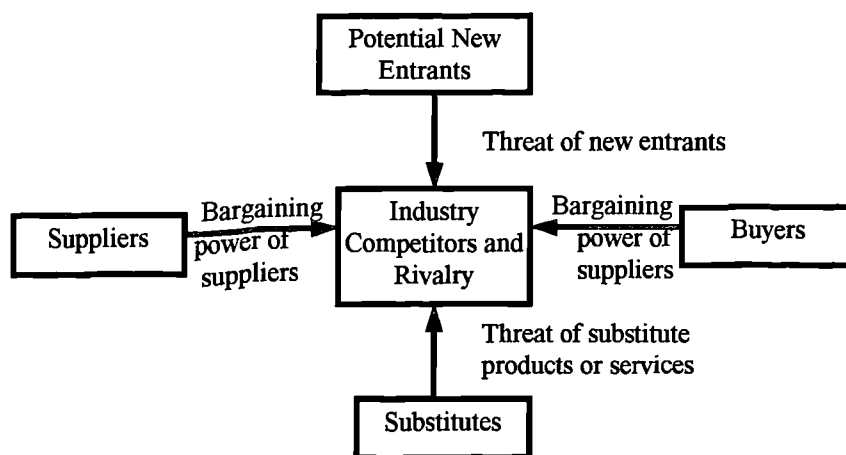 Potential New
Entrants
Threat of new entrants
Suppliers
Bargaining
power of
suppliers
Industry
Competitors and
Rivalry
Bargaining
power of
suppliers
Buyers
Threat of substitute
products or services
Substitutes